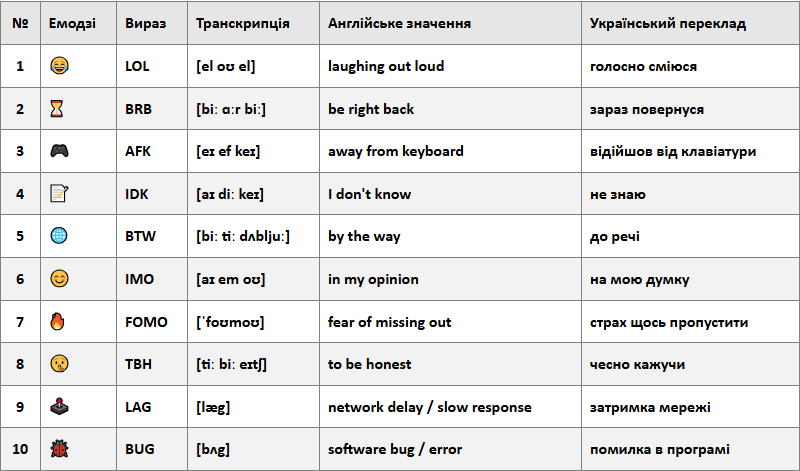 № Емодзі Вираз Транскрипція Англійське значення Український переклад
1 😂 LOL [el oʊ el] laughing out loud голосно сміюся
2 ⏳ BRB [biː ɑːr biː] be right back зараз повернуся
3 🎮 AFK [eɪ ef keɪ] away from keyboard відійшов від клавіатури
4 📝 IDK [aɪ diː keɪ] I don't know не знаю
5 🌐 BTW [biː tiː dʌbljuː] by the way до речі
6 😊 IMO [aɪ em oʊ] in my opinion на мою думку
7 🔥 FOMO [ˈfoʊmoʊ] fear of missing out страх щось пропустити
8 🤫 TBH [tiː biː eɪtʃ] to be honest чесно кажучи
9 🕹️ LAG [læg] network delay / slow response затримка мережі
10 🐞 BUG [bʌg] software bug / error помилка в програмі